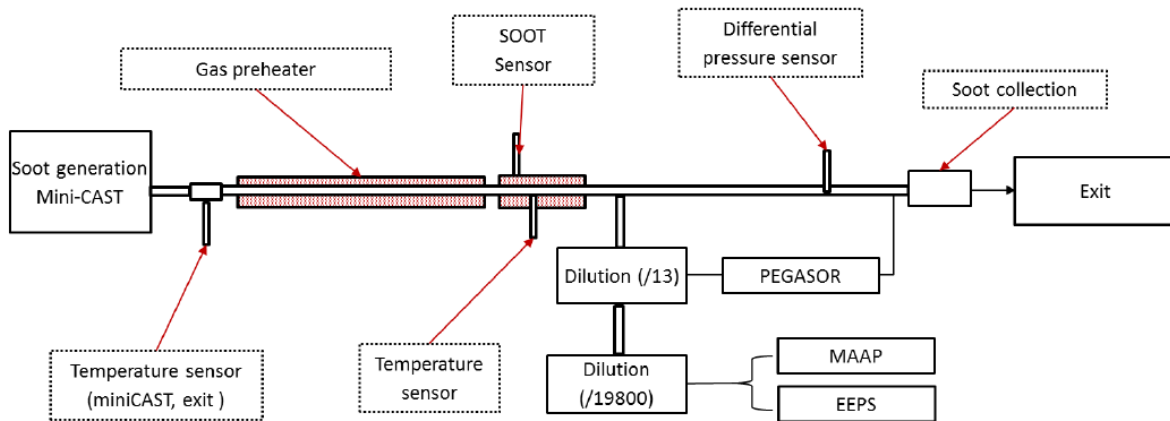 SOOT
Sensor
Differential
pressure sensor
Gas preheater
Soot collection
Soot generation
Mini-CAST
Exit
Dilution (/13)
PEGASOR
Temperature sensor
(miniCAST, exit )
Temperature
sensor
Dilution
(/19800)
MAAP
EEPS